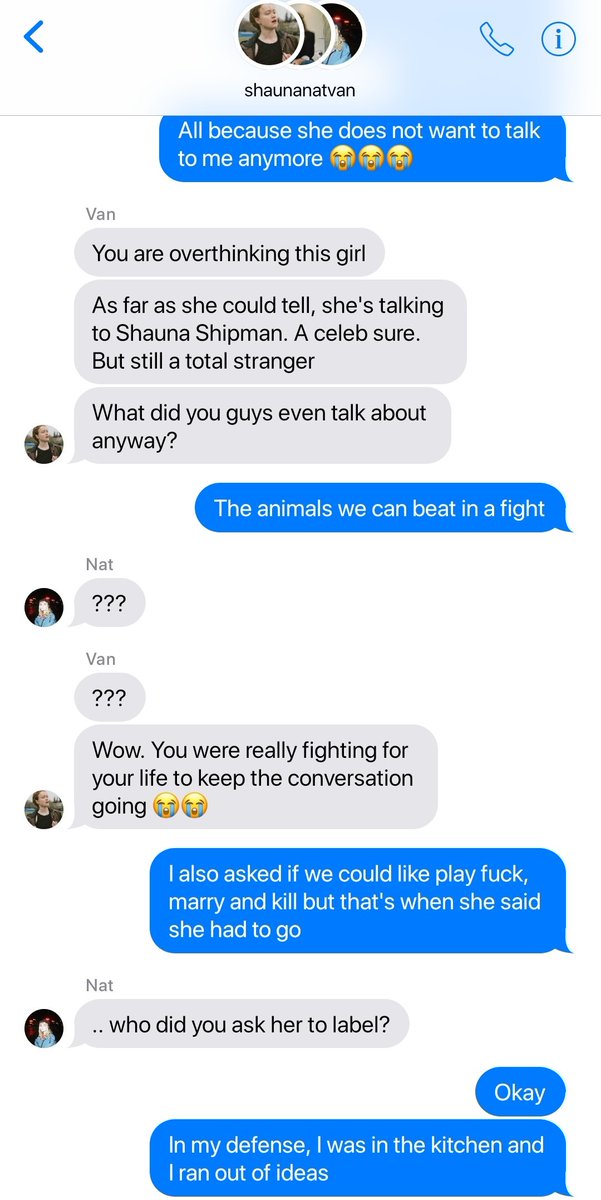 shaunanatvan
All because she does not want to talk
to me anymore 😭😭😭
Van
You are overthinking this girl
As far as she could tell, she's talking
to Shauna Shipman. A celeb sure.
But still a total stranger
What did you guys even talk about
anyway?
The animals we can beat in a fight
Nat
???
Van
???
Wow. You were really fighting for
your life to keep the conversation
going 😭😭
I also asked if we could like play fuck,
marry and kill but that's when she said
she had to go
Nat
.. who did you ask her to label?
Okay
In my defense, I was in the kitchen and
I ran out of ideas